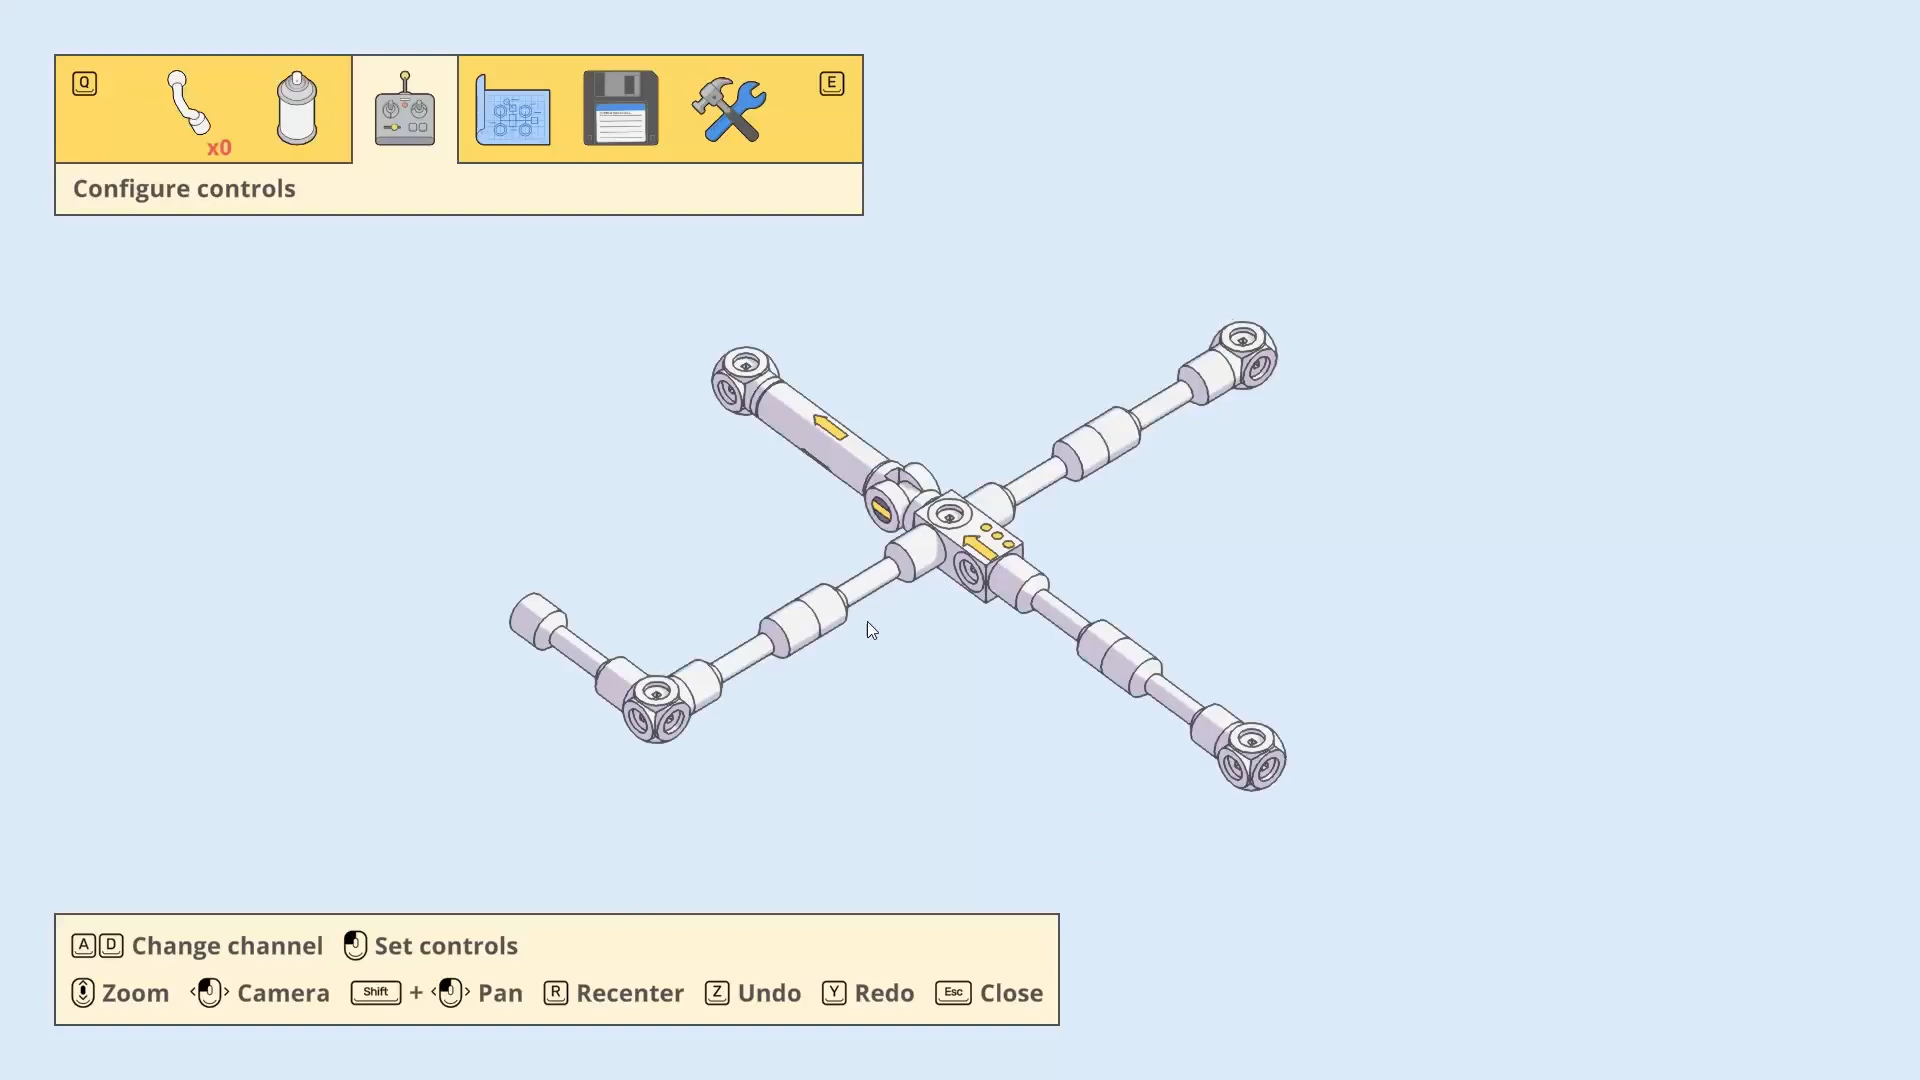 Q
E
x0
Configure controls
A D Change channel Set controls
Zoom Camera Shift + Pan R Recenter Z Undo Y Redo Esc Close